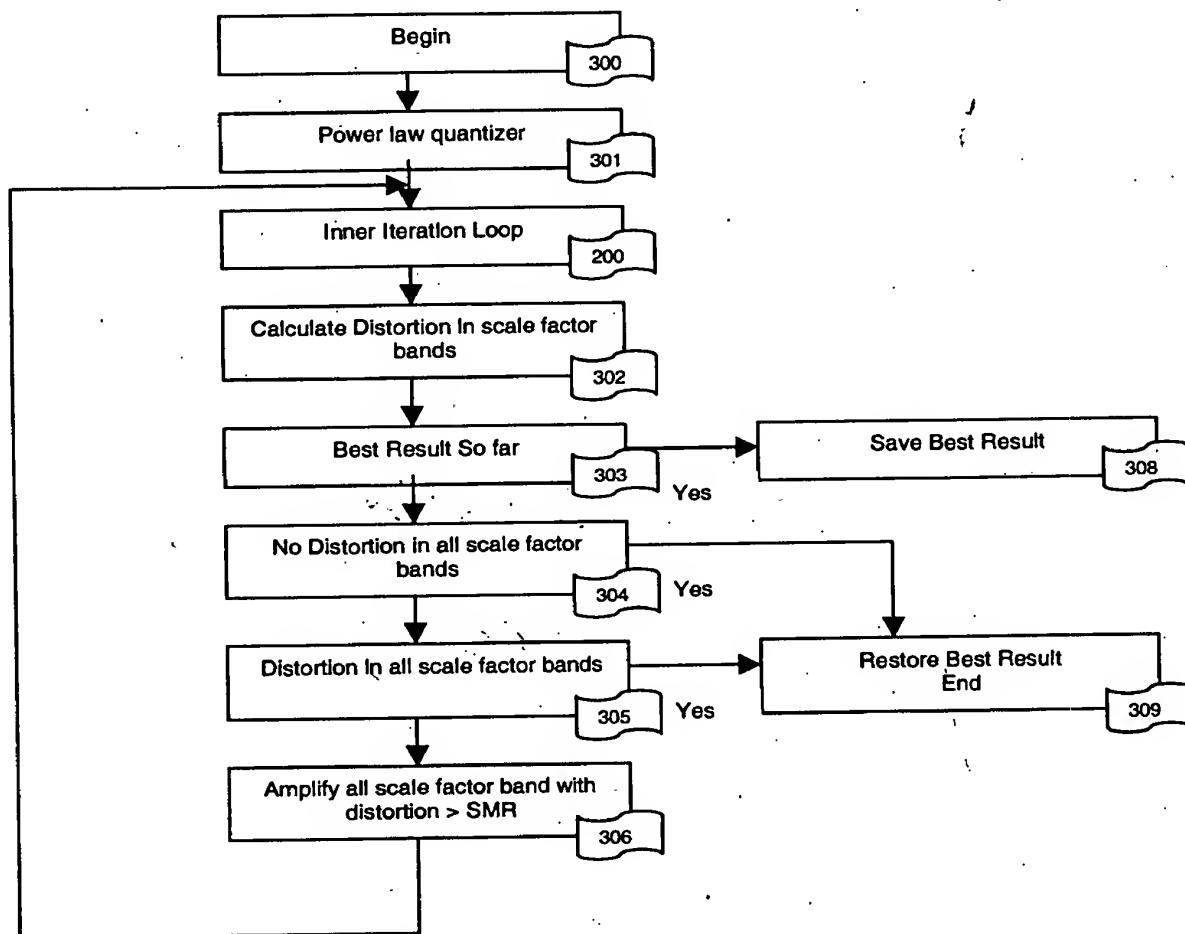 Begin
300
Power law quantizer
301
Inner Iteration Loop
200
Calculate Distortion In scale factor
bands
302
Best Result So far
303
Yes
Save Best Result
308
No Distortion in all scale factor
bands
304
Yes
Distortion In all scale factor bands
305
Yes
Restore Best Result
End
309
Amplify all scale factor band with
distortion > SMR
306